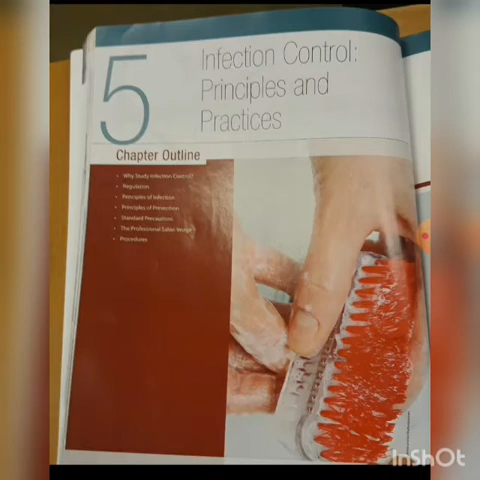 5
Infection Control:
Principles and
Practices
Chapter Outline
• Why Study Infection Control?
• Regulation
• Principles of Infection
• Principles of Prevention
• Standard Precautions
• The Professional Salon Image
• Procedures
InShOt